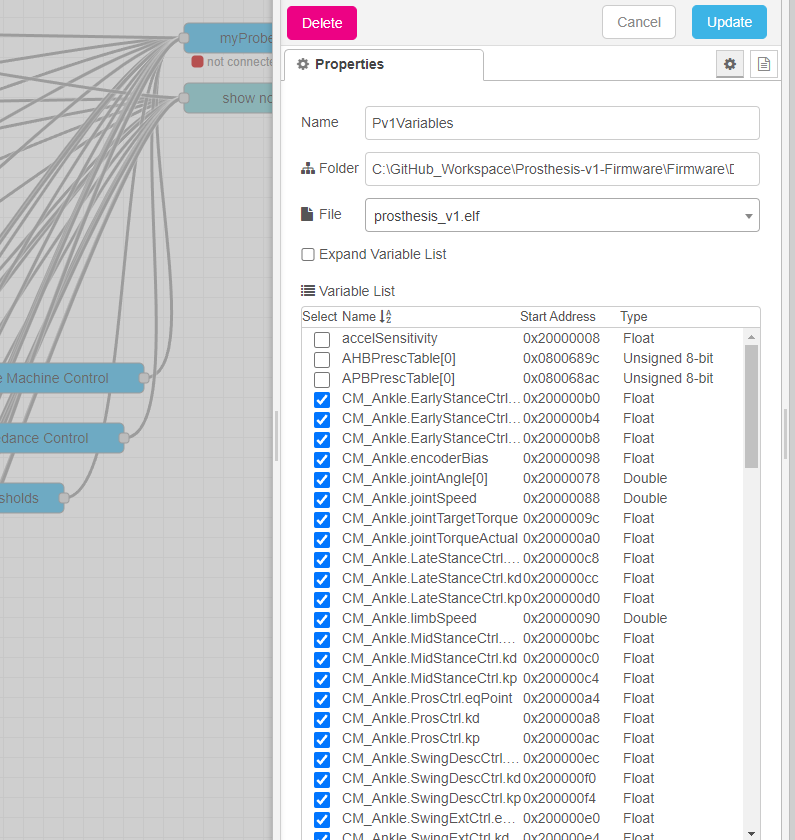 Delete
Cancel
Update
myProbe
not connecte
show no
Properties
Name
Pv1Variables
Folder
C:\GitHub_Workspace\Prosthesis-v1-Firmware\Firmware\D
File
prosthesis_v1.elf
Expand Variable List
Variable List
Select Name Start Address Type
accelSensitivity 0x20000008 Float
AHBPrescTable[0] 0x0800689c Unsigned 8-bit
APBPrescTable[0] 0x080068ac Unsigned 8-bit
CM_Ankle.EarlyStanceCtrl... 0x200000b0 Float
CM_Ankle.EarlyStanceCtrl... 0x200000b4 Float
CM_Ankle.EarlyStanceCtrl... 0x200000b8 Float
CM_Ankle.encoderBias 0x20000098 Float
CM_Ankle.jointAngle[0] 0x20000078 Double
CM_Ankle.jointSpeed 0x20000088 Double
CM_Ankle.jointTargetTorque 0x2000009c Float
CM_Ankle.jointTorqueActual 0x200000a0 Float
CM_Ankle.LateStanceCtrl.... 0x200000c8 Float
CM_Ankle.LateStanceCtrl.kd 0x200000cc Float
CM_Ankle.LateStanceCtrl.kp 0x200000d0 Float
CM_Ankle.limbSpeed 0x20000090 Double
CM_Ankle.MidStanceCtrl.... 0x200000bc Float
CM_Ankle.MidStanceCtrl.kd 0x200000c0 Float
CM_Ankle.MidStanceCtrl.kp 0x200000c4 Float
CM_Ankle.ProsCtrl.eqPoint 0x200000a4 Float
CM_Ankle.ProsCtrl.kd 0x200000a8 Float
CM_Ankle.ProsCtrl.kp 0x200000ac Float
CM_Ankle.SwingDescCtrl.... 0x200000ec Float
CM_Ankle.SwingDescCtrl.kd 0x200000f0 Float
CM_Ankle.SwingDescCtrl.kp 0x200000f4 Float
CM_Ankle.SwingExtCtrl.e... 0x200000e0 Float
CM_Ankle.SwingExtCtrl.kd 0x200000e4 Float
e Machine Control
dance Control
sholds